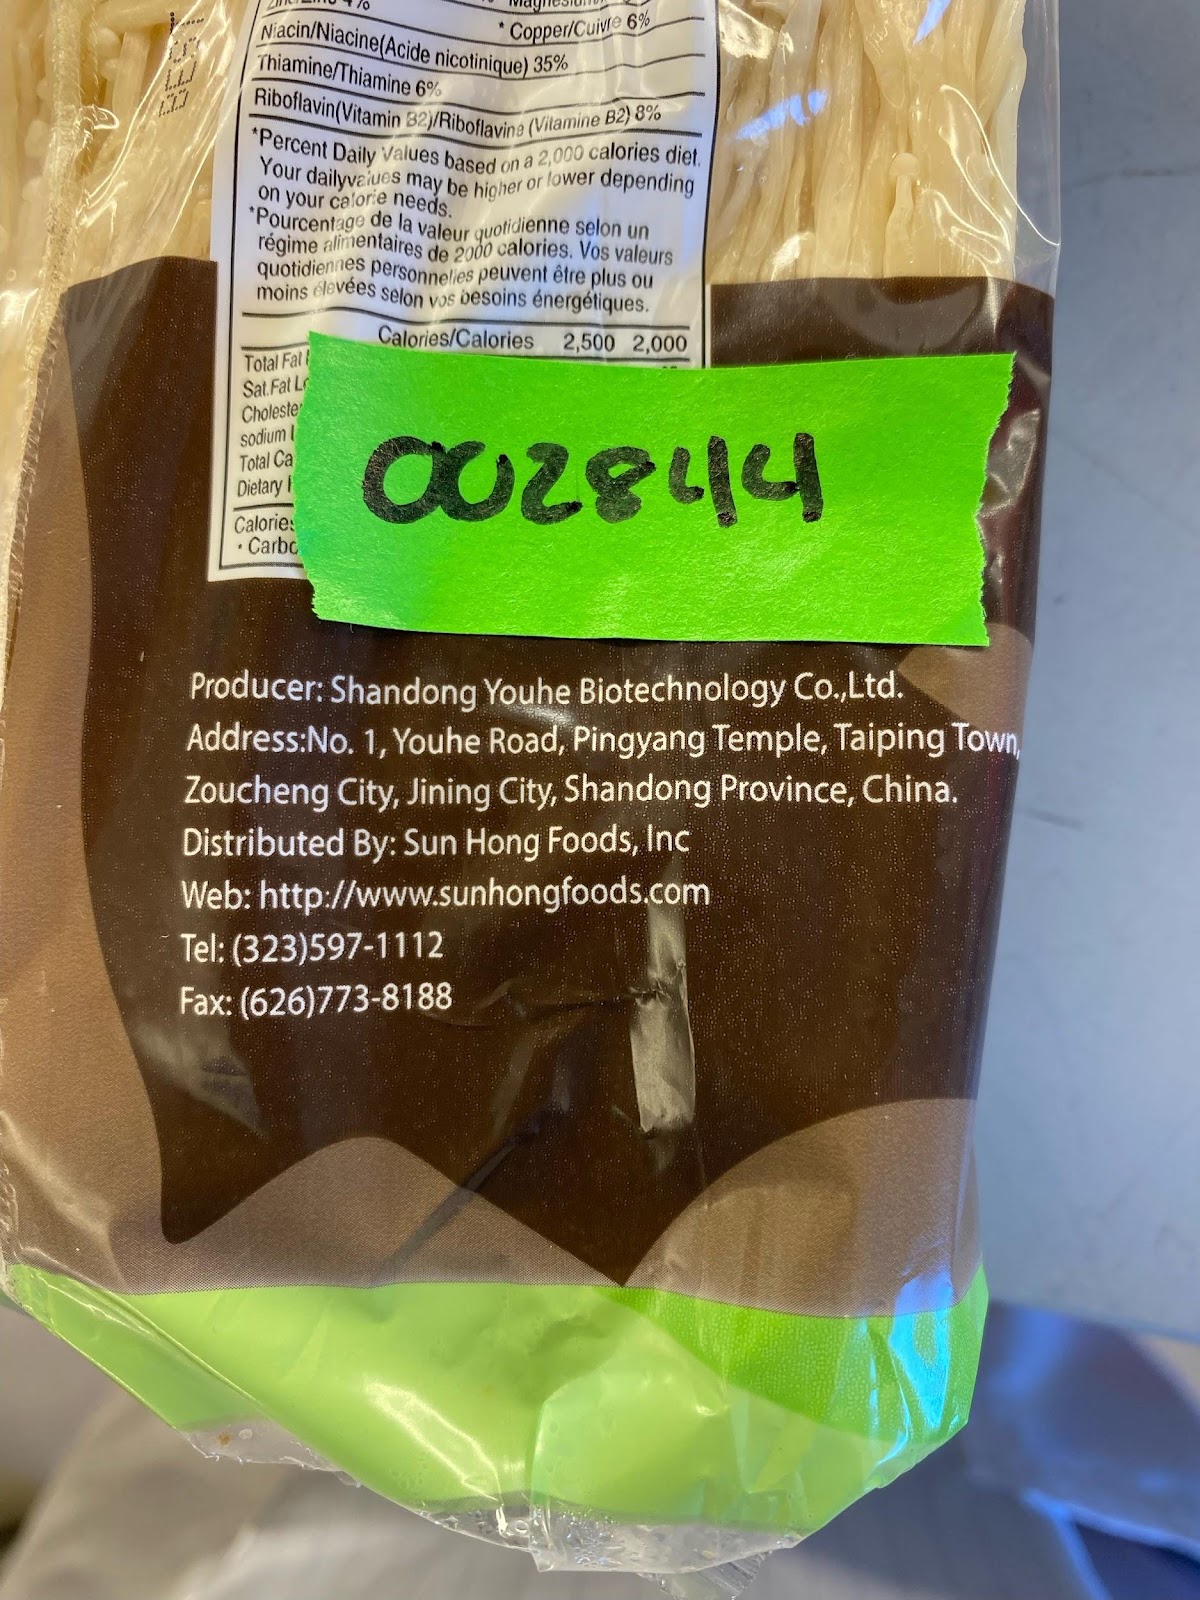 Niacin/Niacine(Acide nicotinique) 35%
* Copper/Cuivre 6%
Thiamine/Thiamine 6%
Riboflavin(Vitamin B2)/Riboflavine (Vitamine B2) 8%
*Percent Daily Values based on a 2,000 calories diet.
Your dailyvalues may be higher or lower depending
on your calorie needs.
*Pourcentage de la valeur quotidienne selon un
régime alimentaires de 2000 calories. Vos valeurs
quotidiennes personnelles peuvent être plus ou
moins élevées selon vos besoins énergétiques.
Calories/Calories 2,500 2,000
Total Fat
Sat.Fat
sodium
Total
Dietary
002844
Producer: Shandong Youhe Biotechnology Co.,Ltd.
Address:No. 1, Youhe Road, Pingyang Temple, Taiping Town,
Zoucheng City, Jining City, Shandong Province, China.
Distributed By: Sun Hong Foods, Inc
Web: http://www.sunhongfoods.com
Tel: (323)597-1112
Fax: (626)773-8188